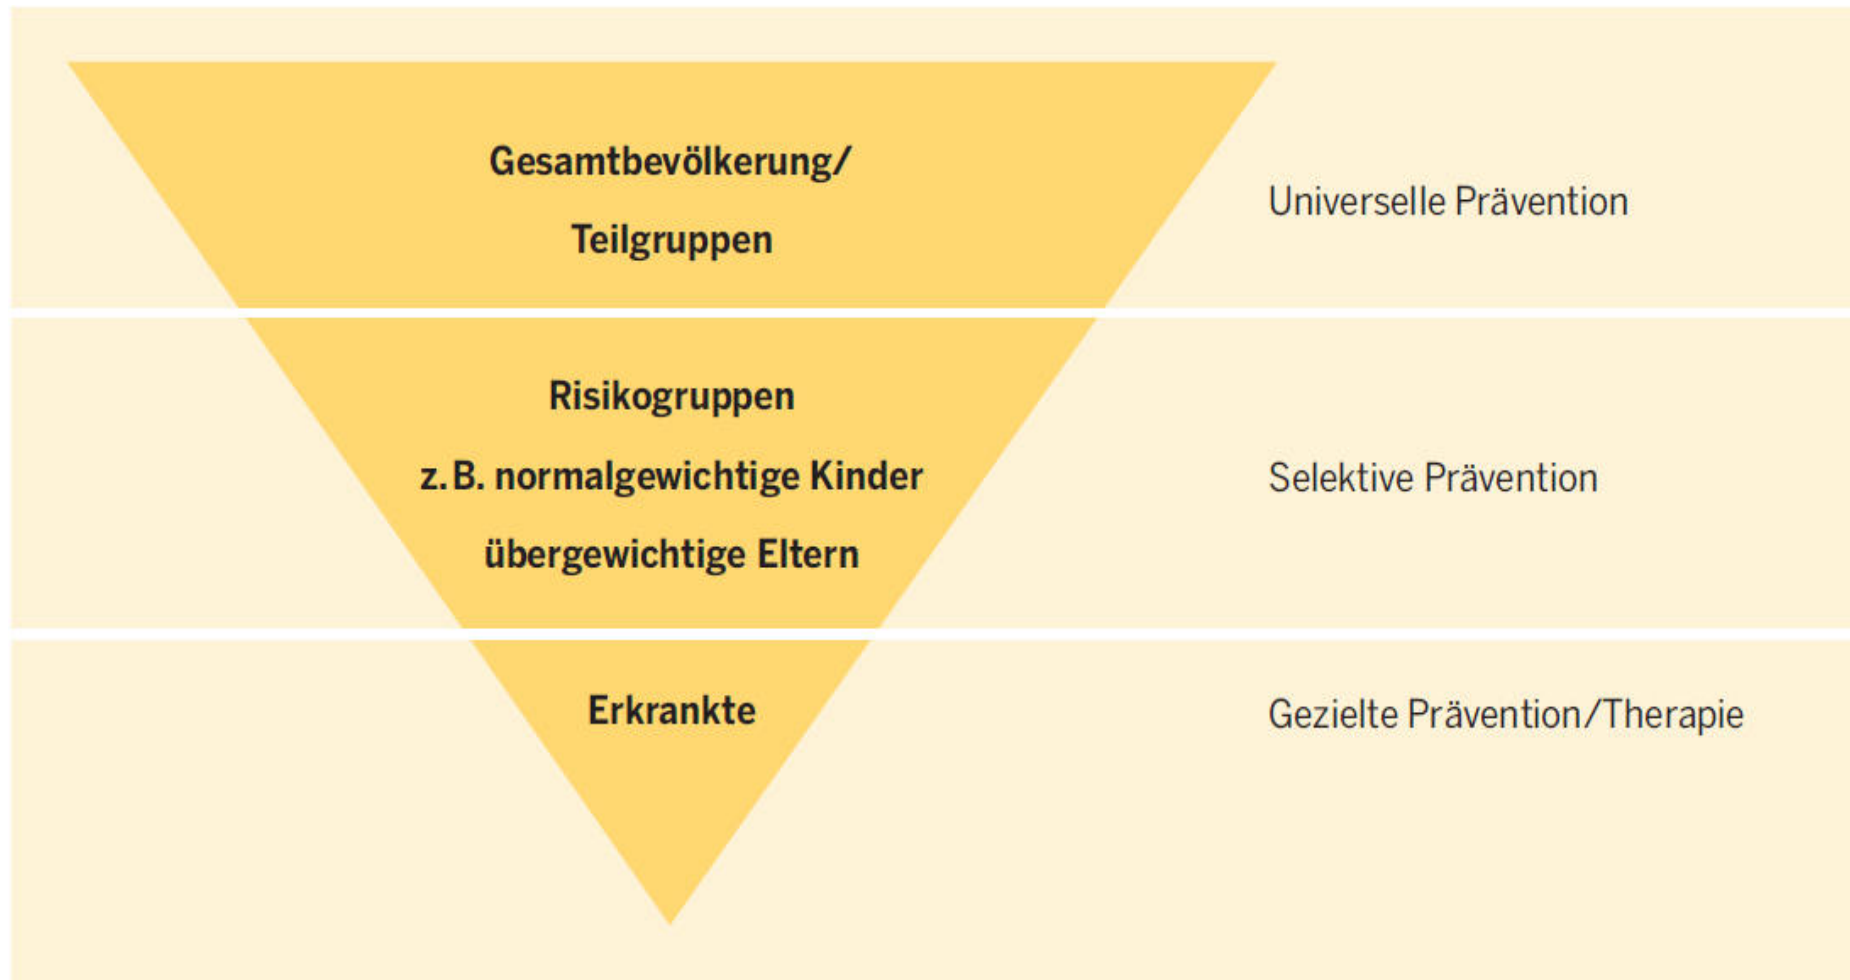 Gesamtbevölkerung/
Teilgruppen
Universelle Prävention
Risikogruppen
z. B. normalgewichtige Kinder
übergewichtige Eltern
Selektive Prävention
Erkrankte
Gezielte Prävention/Therapie